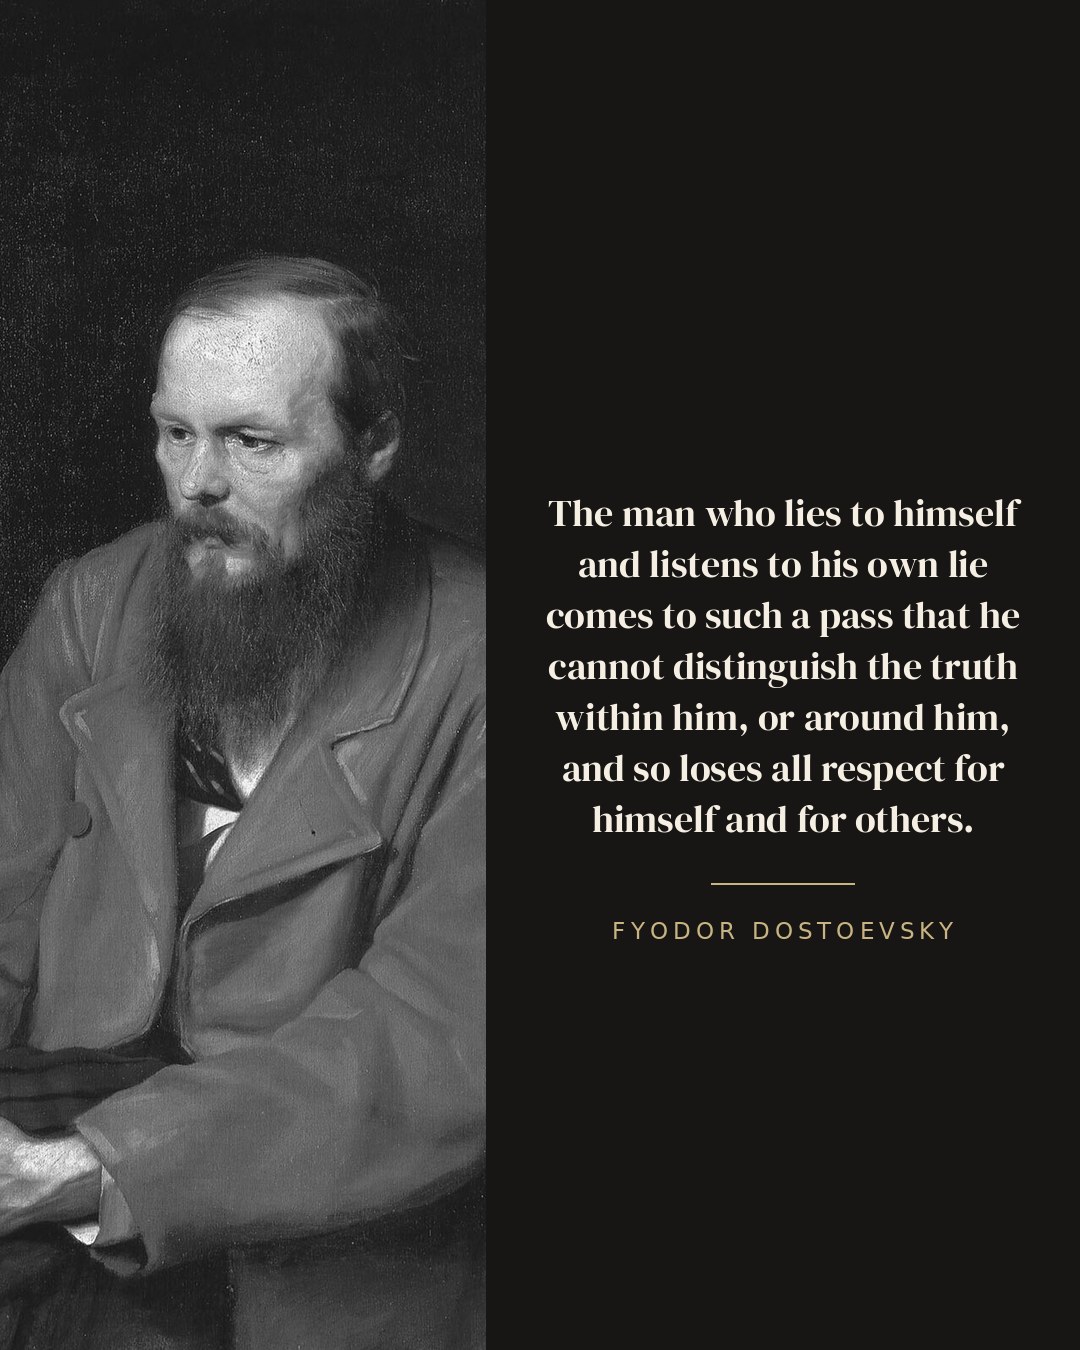 The man who lies to himself
and listens to his own lie
comes to such a pass that he
cannot distinguish the truth
within him, or around him,
and so loses all respect for
himself and for others.
FYODOR DOSTOEVSKY